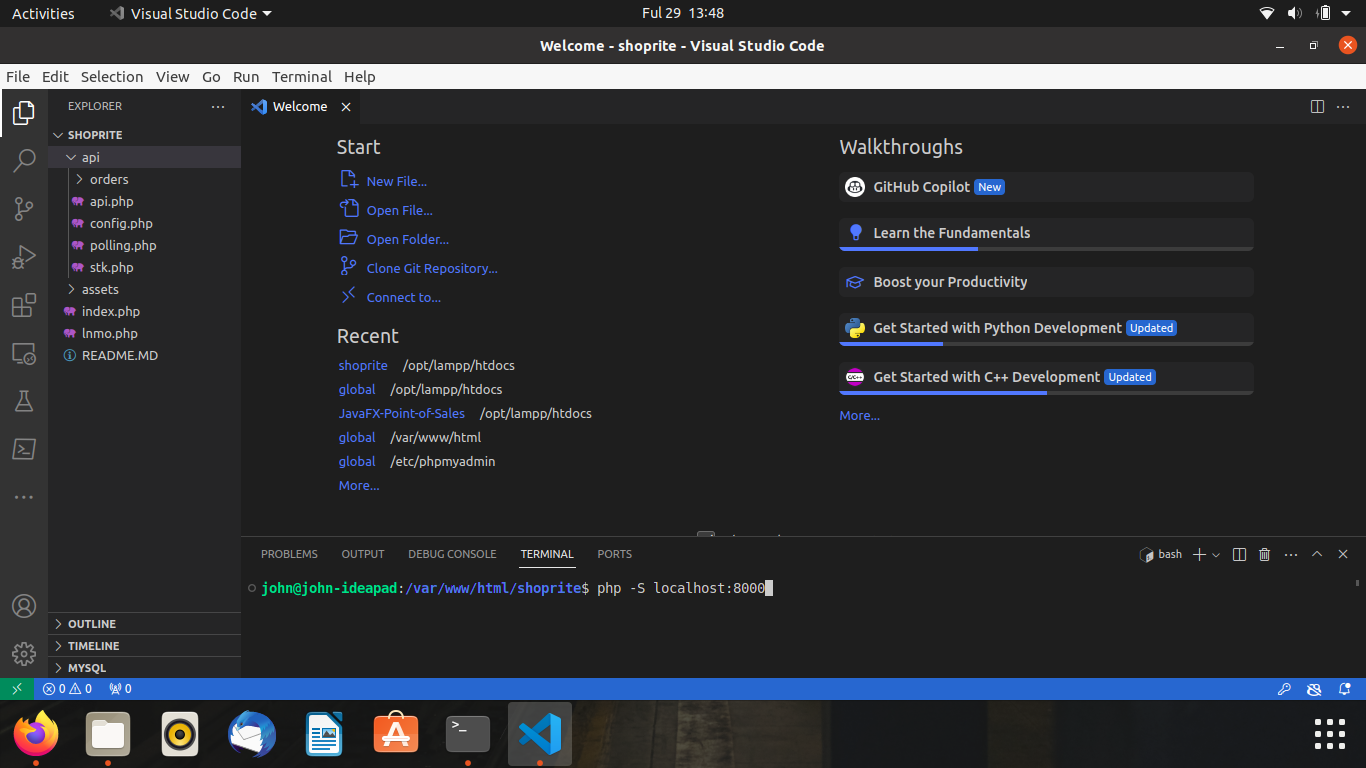 Activities
Visual Studio Code
Ful 29 13:48
Welcome - shoprite - Visual Studio Code
File Edit Selection View Go Run Terminal Help
EXPLORER
SHOPRITE
api
orders
api.php
config.php
polling.php
stk.php
assets
index.php
lnmo.php
README.MD
OUTLINE
TIMELINE
MYSQL
Welcome
Start
New File...
Open File...
Open Folder...
Clone Git Repository...
Connect to...
Recent
shoprite /opt/lampp/htdocs
global /opt/lampp/htdocs
JavaFX-Point-of-Sales /opt/lampp/htdocs
global /var/www/html
global /etc/phpmyadmin
More...
Walkthroughs
GitHub Copilot New
Learn the Fundamentals
Boost your Productivity
Get Started with Python Development Updated
C/C++ Get Started with C++ Development Updated
More...
PROBLEMS OUTPUT DEBUG CONSOLE TERMINAL PORTS
bash
john@john-ideapad:/var/www/html/shoprite$ php -S localhost:8000
0 0 0